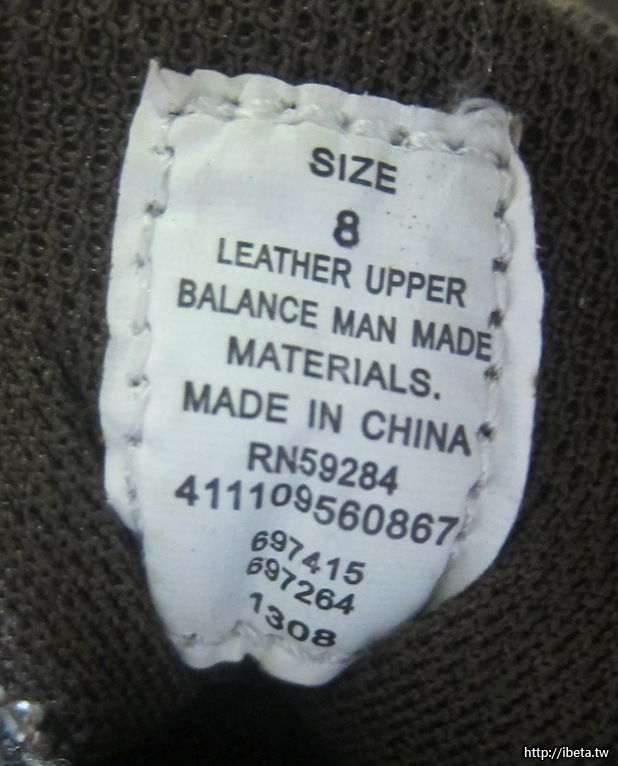 SIZE
8
LEATHER UPPER
BALANCE MAN MADE
MATERIALS.
MADE IN CHINA
RN59284
411109560867
697415
697264
1308
http://ibeta.tw